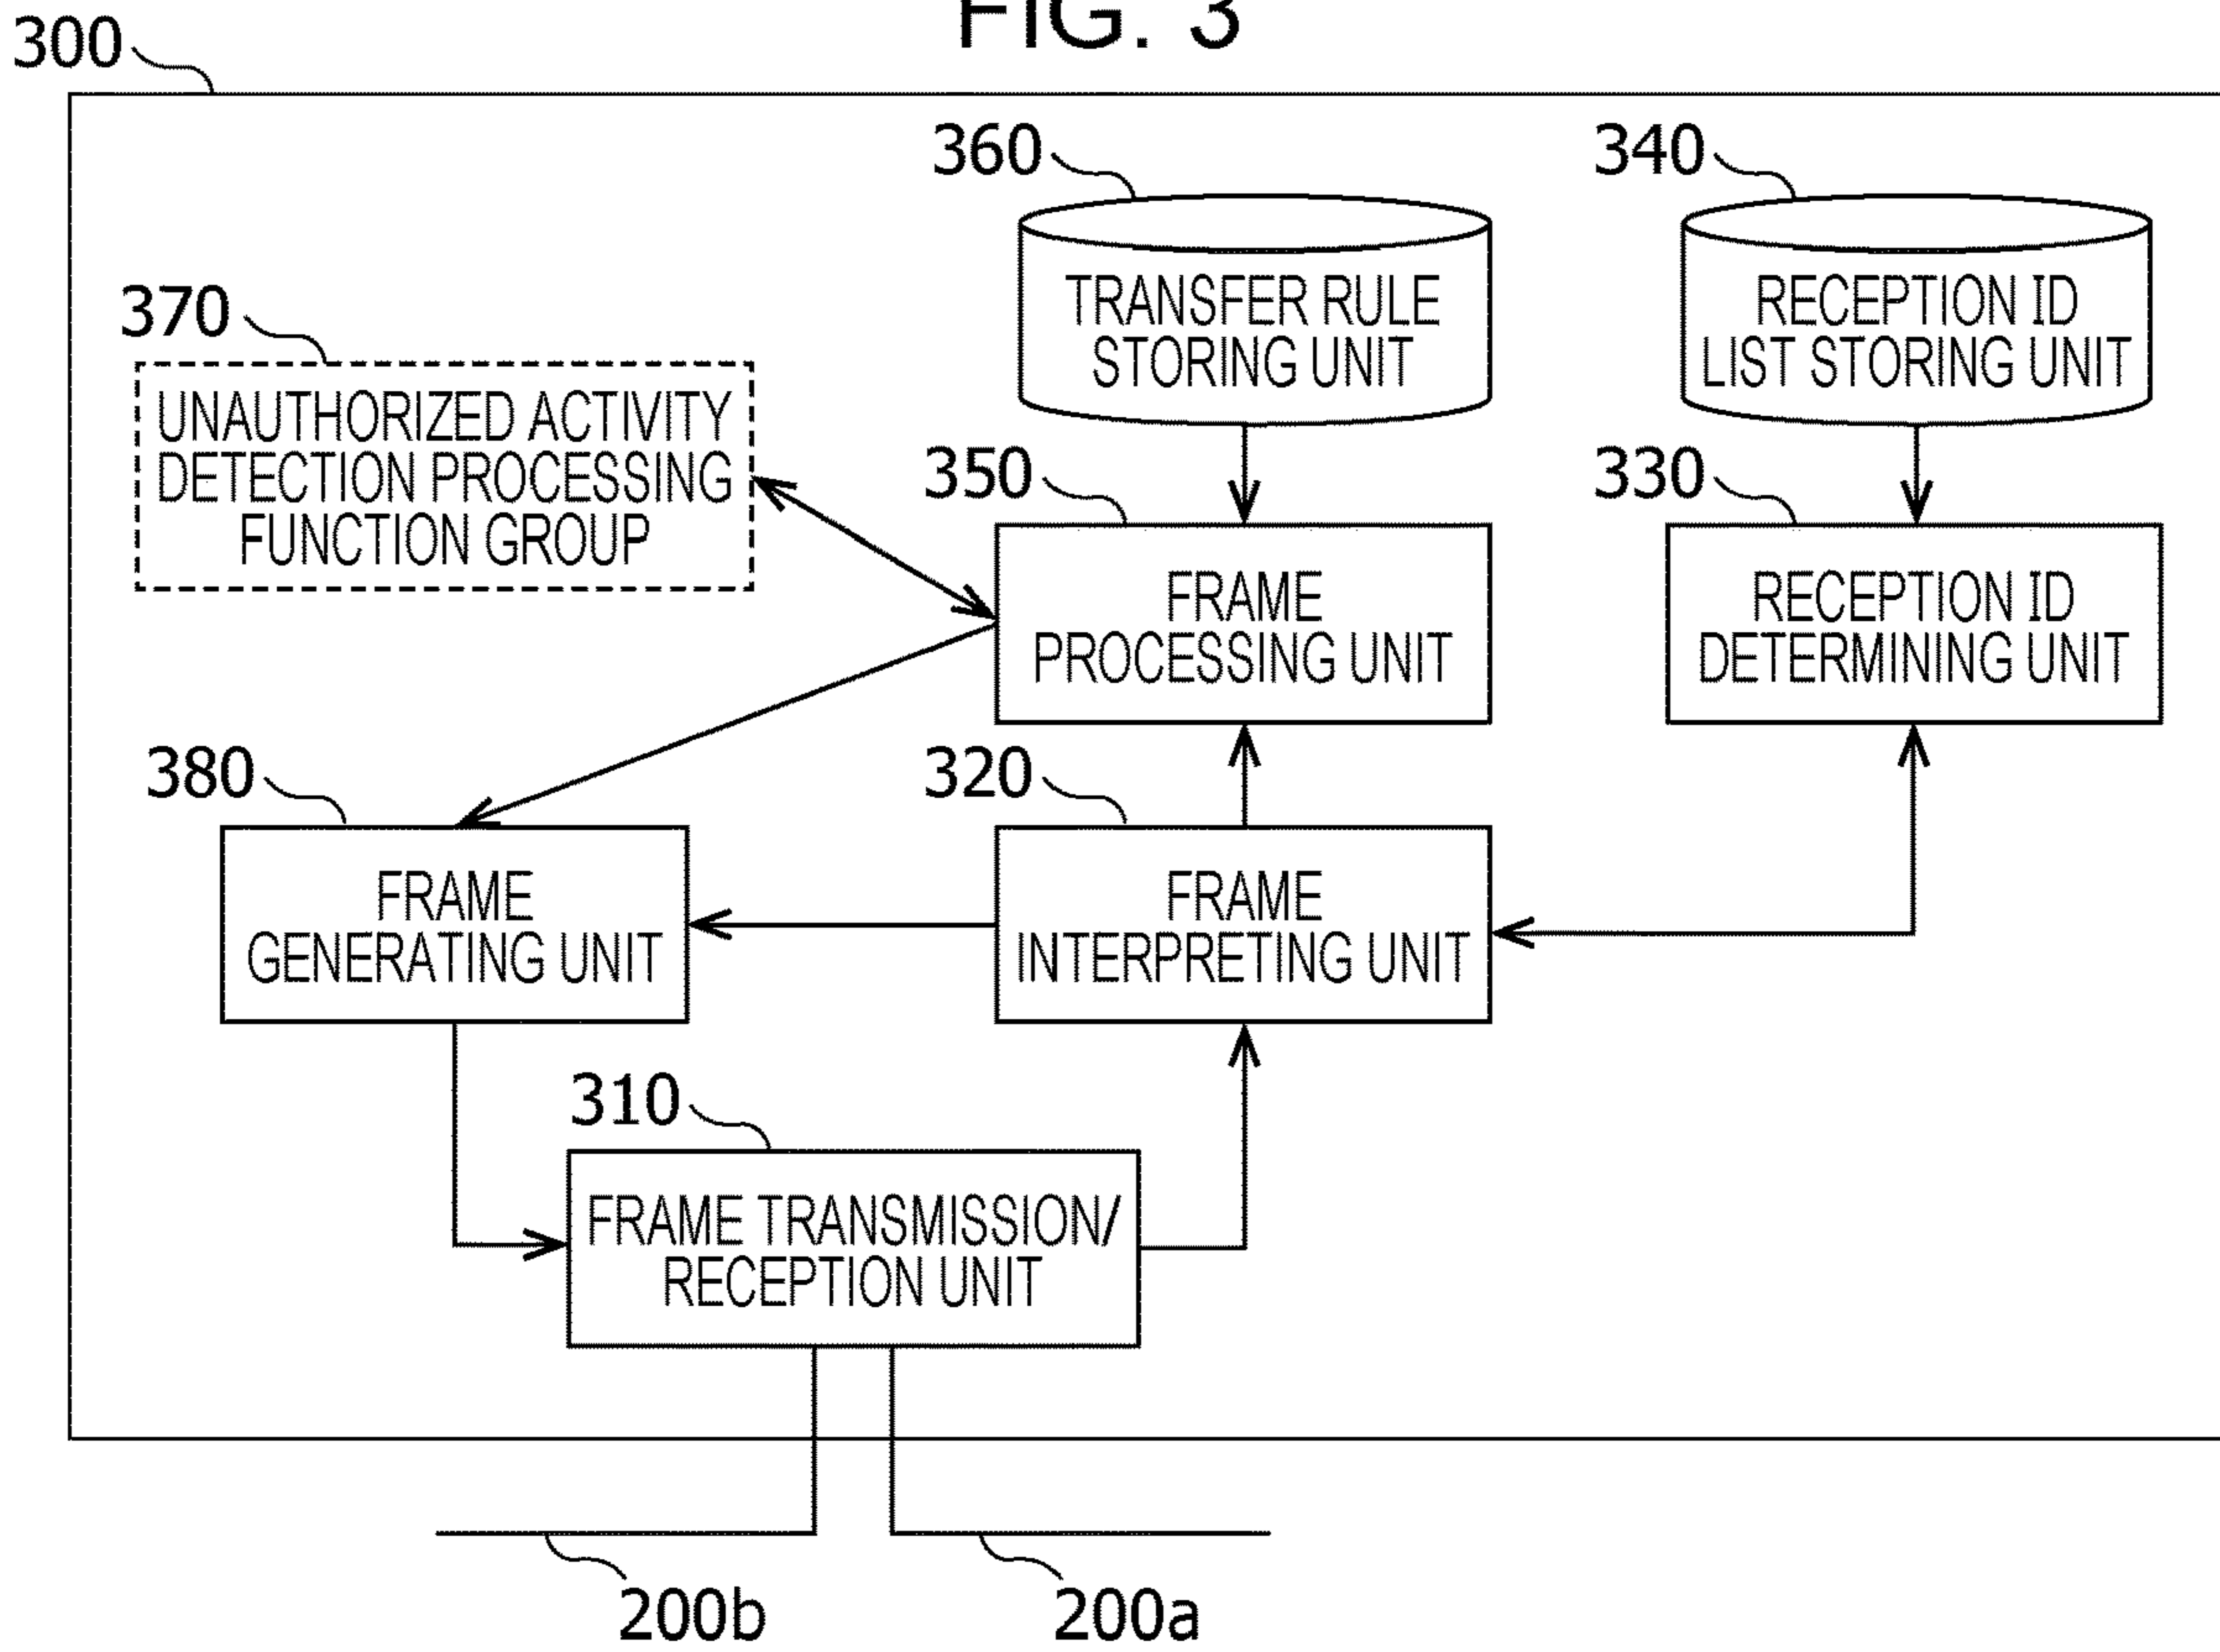 FIG. 3
300
360
340
TRANSFER RULE
STORING UNIT
RECEPTION ID
LIST STORING UNIT
370
UNAUTHORIZED ACTIVITY
DETECTION PROCESSING
FUNCTION GROUP
350
330
FRAME
PROCESSING UNIT
RECEPTION ID
DETERMINING UNIT
380
320
FRAME
GENERATING UNIT
FRAME
INTERPRETING UNIT
310
FRAME TRANSMISSION/
RECEPTION UNIT
200b
200a